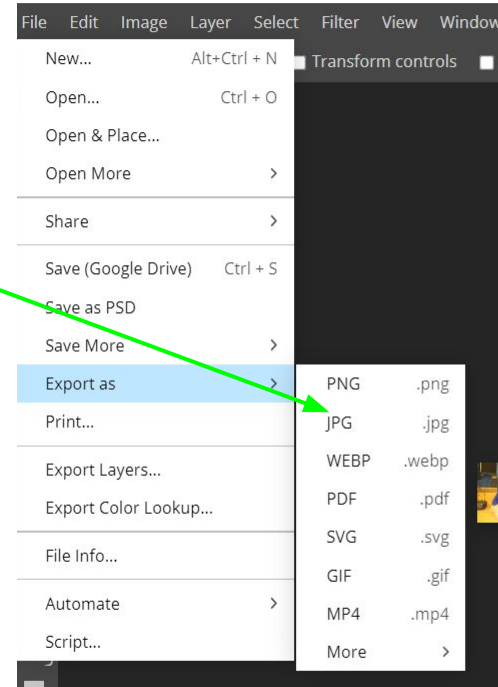 File Edit Image Layer Select Filter View Window
New... Alt+Ctrl + N
Transform controls
Open... Ctrl + O
Open & Place...
Open More >
Share >
Save (Google Drive) Ctrl + S
Save as PSD
Save More >
Export as >
PNG .png
Print...
JPG .jpg
WEBP .webp
Export Layers...
PDF .pdf
Export Color Lookup...
SVG .svg
File Info...
GIF .gif
Automate >
MP4 .mp4
Script...
More >